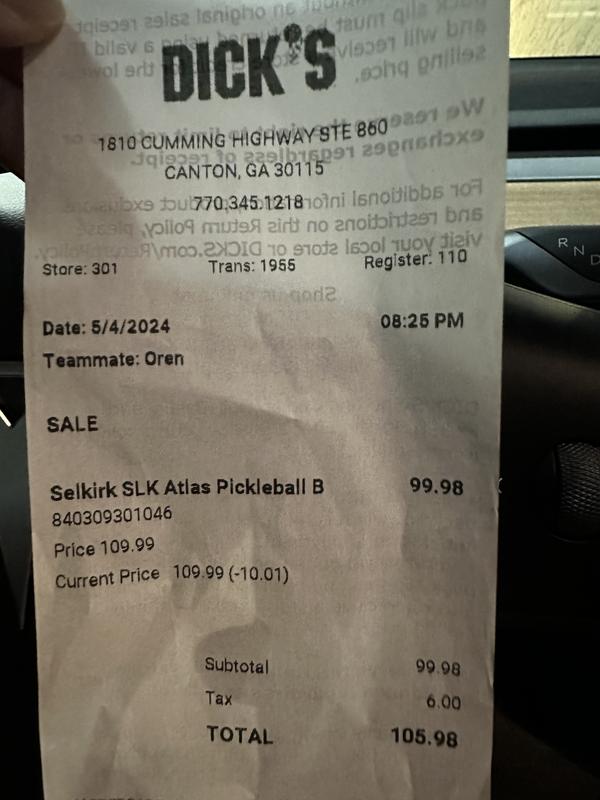 DICK'S
1810 CUMMING HIGHWAY STE 860
CANTON, GA 30115
770.345.1218
Store: 301 Trans: 1955 Register: 110
Date: 5/4/2024 08:25 PM
Teammate: Oren
SALE
Selkirk SLK Atlas Pickleball B 99.98
840309301046
Price 109.99
Current Price 109.99 (-10.01)
Subtotal 99.98
Tax 6.00
TOTAL 105.98
R N D